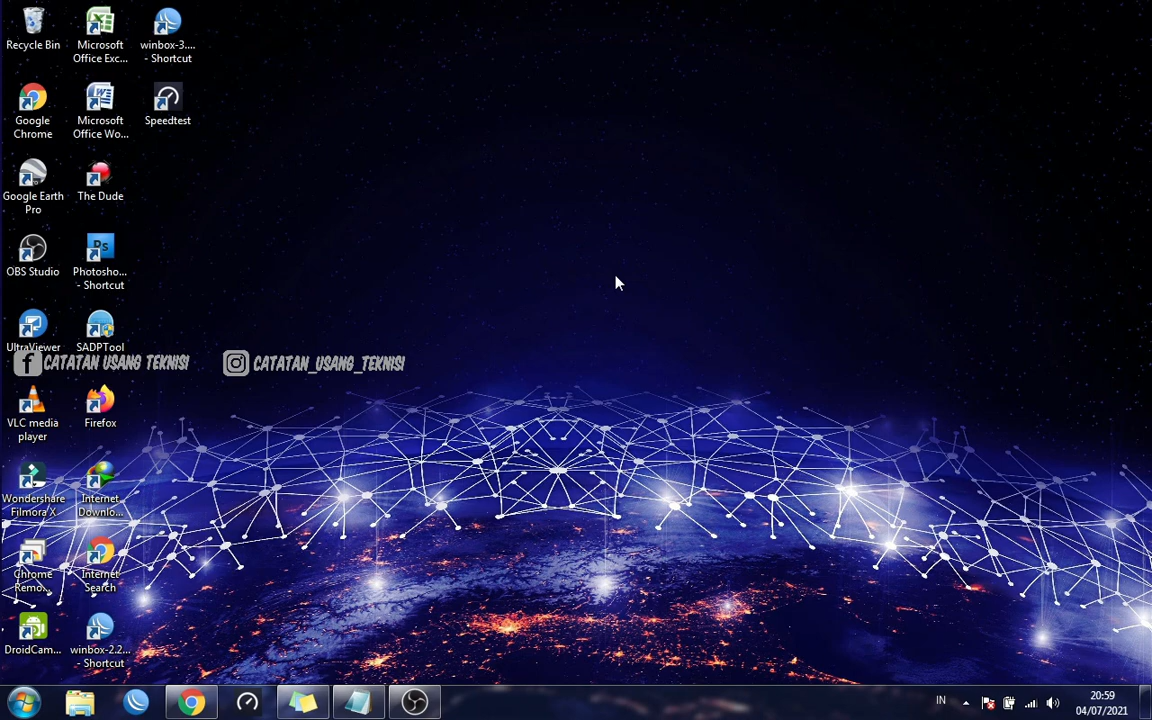 Recycle Bin
Microsoft
Office Exc...
winbox-3....
- Shortcut
Google
Chrome
Microsoft
Office Wo...
Speedtest
Google Earth
Pro
The Dude
OBS Studio
Ps
Photosho...
- Shortcut
UltraViewer
SADPTool
f CATATAN USANG TEKNISI
CATATAN_USANG_TEKNISI
VLC media
player
Firefox
Wondershare
Filmora X
Internet
Downlo...
Chrome
Remo...
Internet
Search
DroidCam...
winbox-2.2...
- Shortcut
IN
20:59
04/07/2021